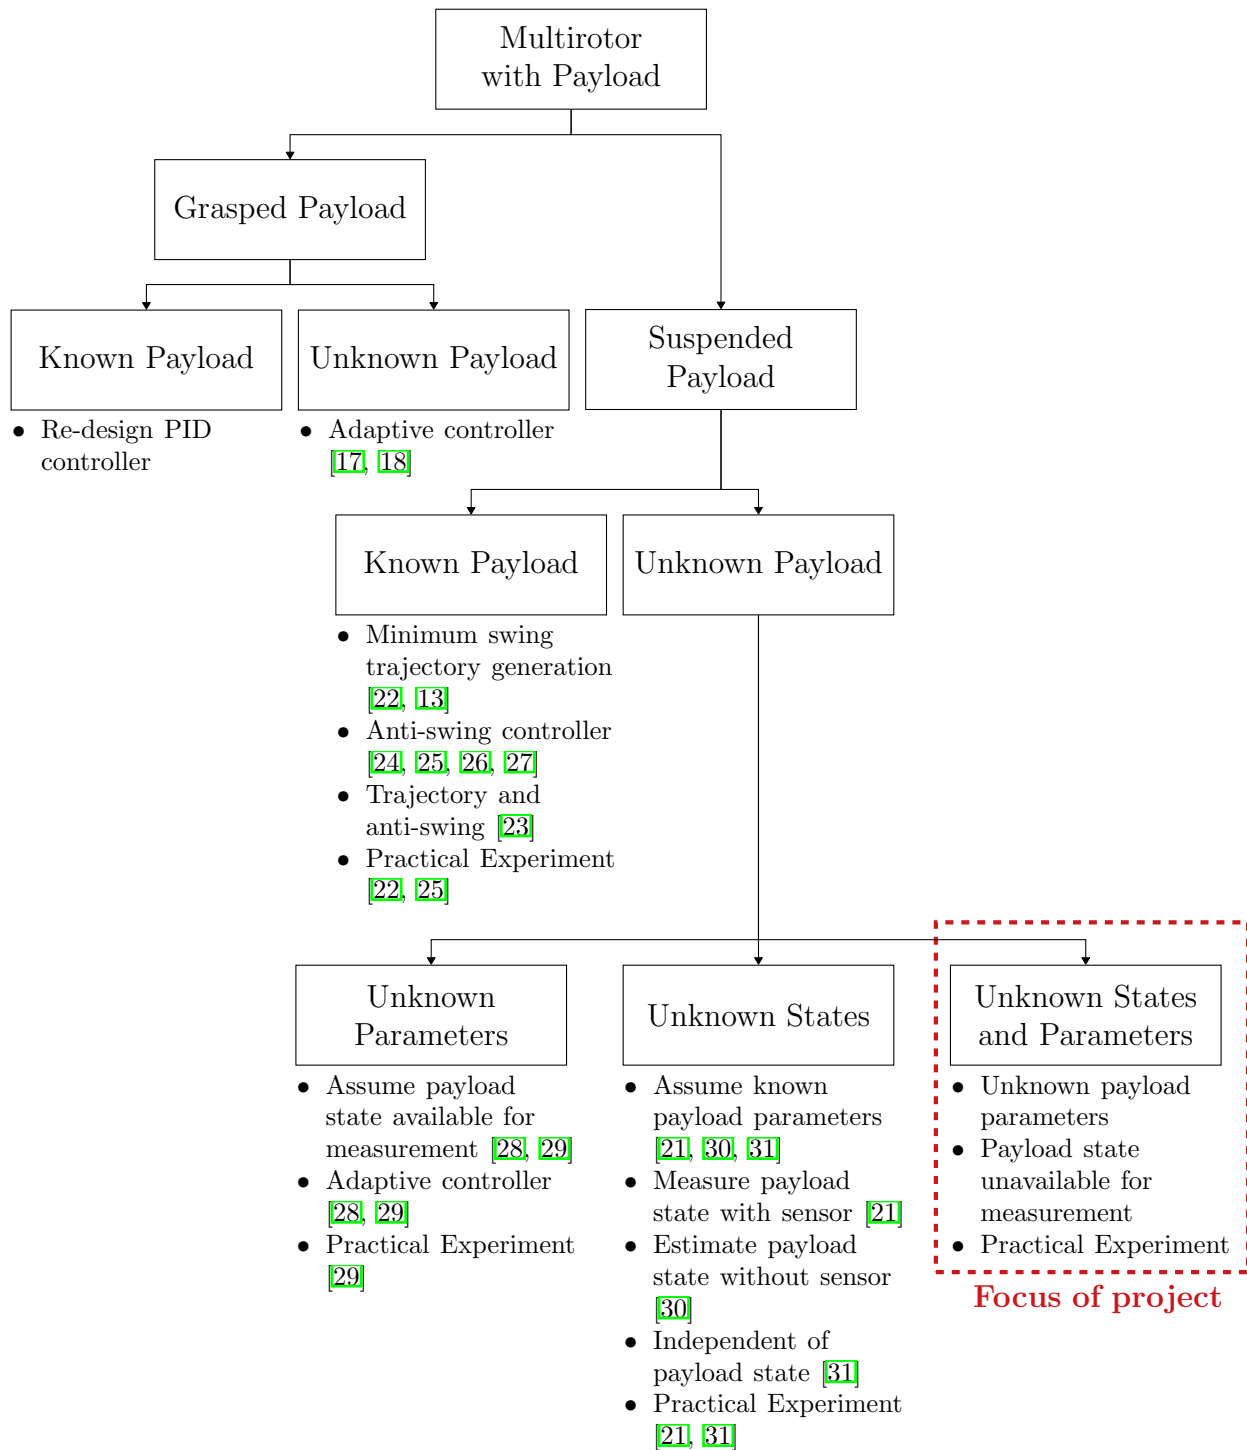 Multirotor
with Payload
Grasped Payload
Known Payload
Unknown Payload
Suspended
Payload
• Re-design PID
controller
• Adaptive controller
[17, 18]
Known Payload
Unknown Payload
• Minimum swing
trajectory generation
[22, 13]
• Anti-swing controller
[24, 25, 26, 27]
• Trajectory and
anti-swing [23]
• Practical Experiment
[22, 25]
Unknown
Parameters
• Assume payload
state available for
measurement [28, 29]
• Adaptive controller
[28, 29]
• Practical Experiment
[29]
Unknown States
• Assume known
payload parameters
[21, 30, 31]
• Measure payload
state with sensor [21]
• Estimate payload
state without sensor
[30]
• Independent of
payload state [31]
• Practical Experiment
[21, 31]
Unknown States
and Parameters
• Unknown payload
parameters
• Payload state
unavailable for
measurement
• Practical Experiment
Focus of project